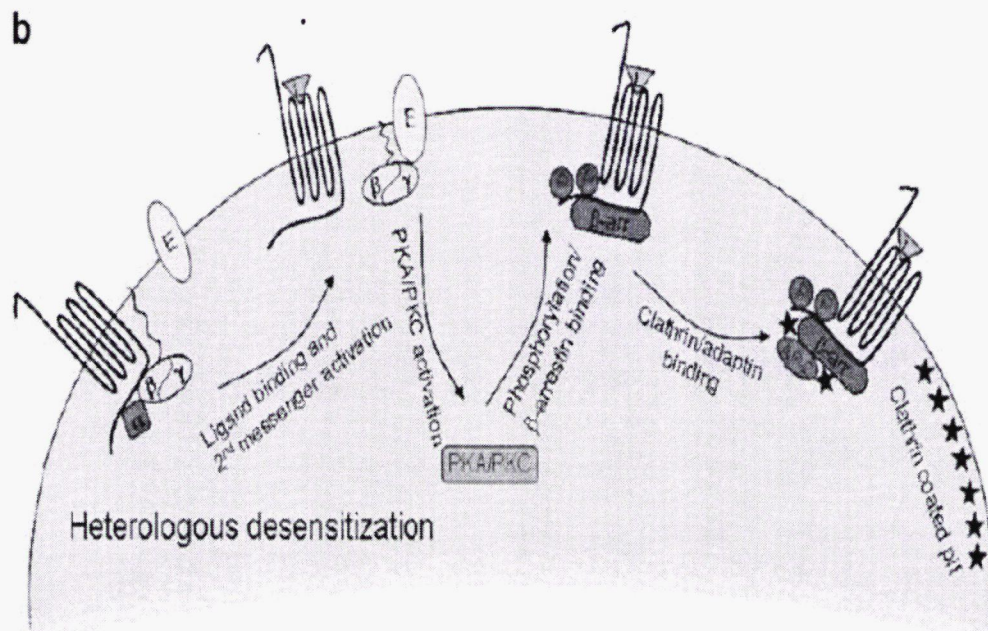 b
E
β γ
α
Ligand binding and
2nd messenger activation
E
β γ
PKA/PKC activation
PKA/PKC
Phosphorylation/
β-arrestin binding
β-arr
Clathrin/adaptin
binding
Clathrin coated pit
Heterologous desensitization